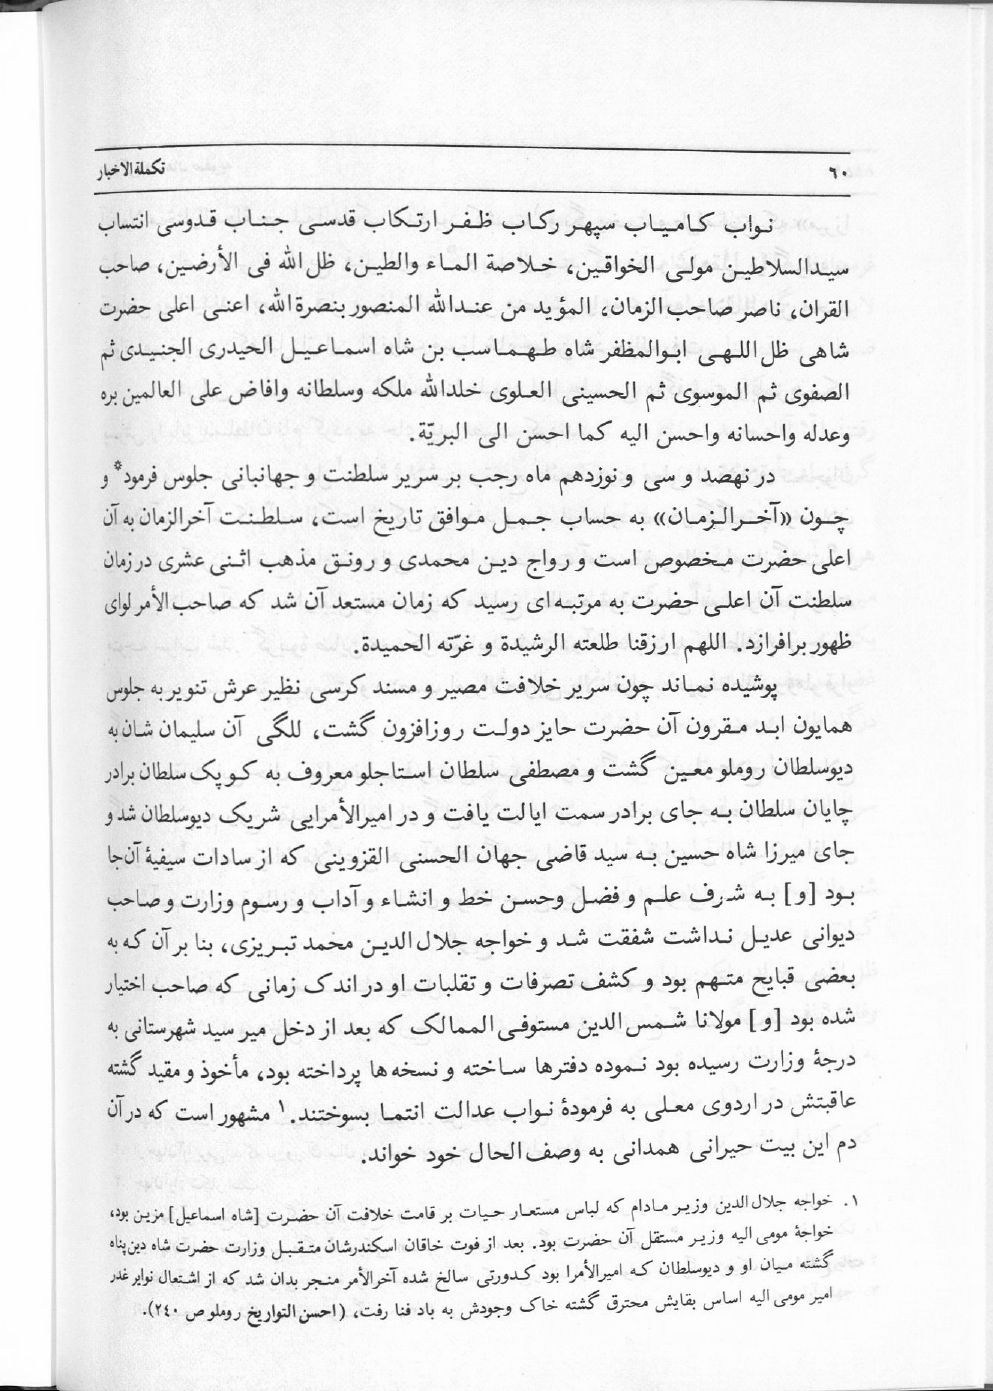 ۶۰
تکملة الاخبار
نواب کامیاب سپهر رکاب ظفر ارتکاب قدسی جناب قدوسی انتساب
سیدالسلاطین مولی الخواقین، خلاصة الماء والطین، ظل الله فی الأرضین، صاحب
القران، ناصر صاحب الزمان، المؤید من عندالله المنصور بنصرة الله، اعنی اعلی حضرت
شاهی ظل اللهی ابوالمظفر شاه طهماسب بن شاه اسماعیل الحیدری الجنیدی ثم
الصفوی ثم الموسوی ثم الحسینی العلوی خلدالله ملکه وسلطانه وافاض علی العالمین بره
وعدله واحسانه واحسن الیه کما احسن الی البریّة.
در نهصد و سی و نوزدهم ماه رجب بر سریر سلطنت و جهانبانی جلوس فرمود* و
چون «آخرالزمان» به حساب جمل موافق تاریخ است، سلطنت آخرالزمان به آن
اعلی حضرت مخصوص است و رواج دین محمدی و رونق مذهب اثنی عشری در زمان
سلطنت آن اعلی حضرت به مرتبه ای رسید که زمان مستعد آن شد که صاحب الأمر لوای
ظهور برافرازد. اللهم ارزقنا طلعته الرشیدة و غرّته الحمیدة.
پوشیده نماند چون سریر خلافت مصیر و مسند کرسی نظیر عرش تنویر به جلوس
همایون ابد مقرون آن حضرت حایز دولت روزافزون گشت، للگی آن سلیمان شان به
دیوسلطان روملو معین گشت و مصطفی سلطان استاجلو معروف به کوپک سلطان برادر
چایان سلطان به جای برادر سمت ایالت یافت و در امیرالأمرایی شریک دیوسلطان شد و
جای میرزا شاه حسین به سید قاضی جهان الحسنی القزوینی که از سادات سیفیهٔ آن جا
بود [و] به شرف علم و فضل وحسن خط و انشاء و آداب و رسوم وزارت و صاحب
دیوانی عدیل نداشت شفقت شد و خواجه جلال الدین محمد تبریزی، بنا بر آن که به
بعضی قبایح متهم بود و کشف تصرفات و تقلبات او در اندک زمانی که صاحب اختیار
شده بود [و] مولانا شمس الدین مستوفی الممالک که بعد از دخل میر سید شهرستانی به
درجهٔ وزارت رسیده بود نموده دفترها ساخته و نسخه ها پرداخته بود، مأخوذ و مقید گشته
عاقبتش در اردوی معلی به فرمودهٔ نواب عدالت انتما بسوختند.۱ مشهور است که در آن
دم این بیت حیرانی همدانی به وصف الحال خود خواند.
۱. خواجه جلال الدین وزیر مادام که لباس مستعار حیات بر قامت خلافت آن حضرت [شاه اسماعیل] مزین بود،
خواجهٔ مومی الیه وزیر مستقل آن حضرت بود. بعد از فوت خاقان اسکندرشان متقبل وزارت حضرت شاه دین پناه
گشته میان او و دیوسلطان که امیرالأمرا بود کدورتی سالخ شده آخرالأمر منجر بدان شد که از اشتعال نوایر غدر
امیر مومی الیه اساس بقایش محترق گشته خاک وجودش به باد فنا رفت، (احسن التواریخ روملو ص ۲۴۰).